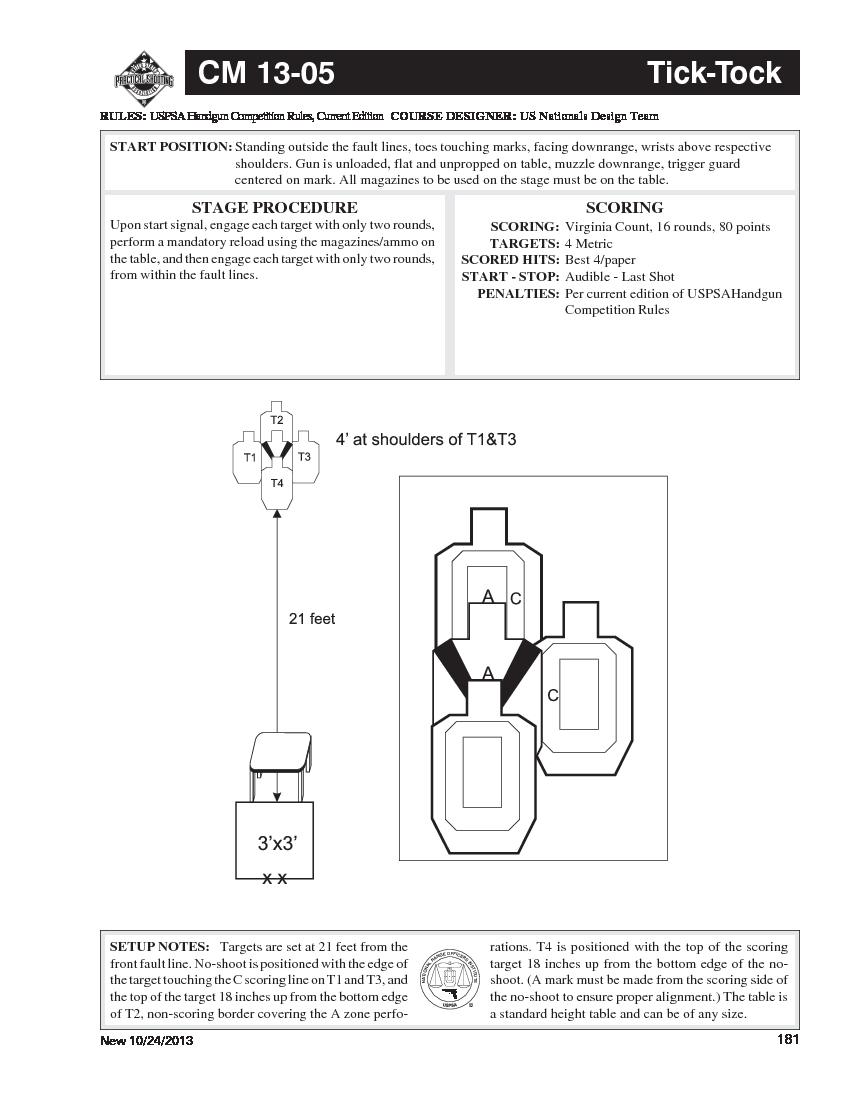 CM 13-05 Tick-Tock
PRACTICAL SHOOTING
RULES: USPSA Handgun Competition Rules, Current Edition COURSE DESIGNER: US Nationals Design Team
START POSITION: Standing outside the fault lines, toes touching marks, facing downrange, wrists above respective
shoulders. Gun is unloaded, flat and unpropped on table, muzzle downrange, trigger guard
centered on mark. All magazines to be used on the stage must be on the table.
STAGE PROCEDURE
Upon start signal, engage each target with only two rounds,
perform a mandatory reload using the magazines/ammo on
the table, and then engage each target with only two rounds,
from within the fault lines.
SCORING
SCORING: Virginia Count, 16 rounds, 80 points
TARGETS: 4 Metric
SCORED HITS: Best 4/paper
START - STOP: Audible - Last Shot
PENALTIES: Per current edition of USPSA Handgun
Competition Rules
T2
T1
T3
T4
4’ at shoulders of T1&T3
21 feet
3’x3’
x x
A
C
A
C
SETUP NOTES: Targets are set at 21 feet from the
front fault line. No-shoot is positioned with the edge of
the target touching the C scoring line on T1 and T3, and
the top of the target 18 inches up from the bottom edge
of T2, non-scoring border covering the A zone perfo-
NATIONAL RANGE OFFICERS INSTITUTE
USPSA
rations. T4 is positioned with the top of the scoring
target 18 inches up from the bottom edge of the no-
shoot. (A mark must be made from the scoring side of
the no-shoot to ensure proper alignment.) The table is
a standard height table and can be of any size.
New 10/24/2013
181